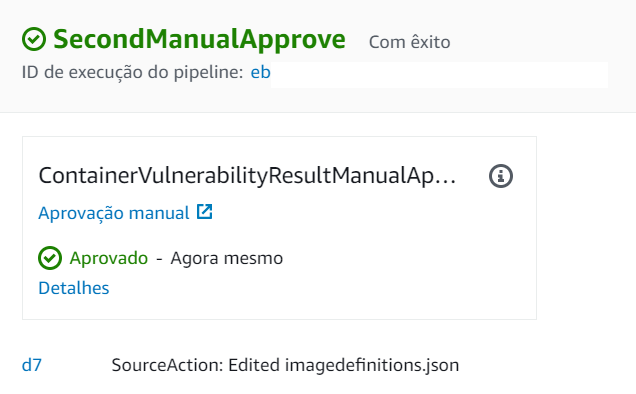 SecondManualApprove Com êxito
ID de execução do pipeline: eb
ContainerVulnerabilityResultManualAp...
Aprovação manual
Aprovado - Agora mesmo
Detalhes
d7 SourceAction: Edited imagedefinitions.json